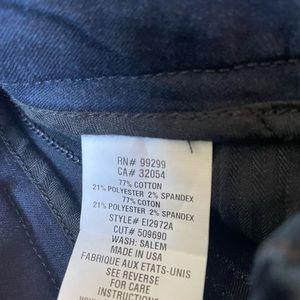 RN# 99299
CA# 32054
77% COTTON
21% POLYESTER 2% SPANDEX
77% COTON
21% POLYESTER 2% SPANDEX
STYLE# EI2972A
CUT# 509690
WASH: SALEM
MADE IN USA
FABRIQUE AUX ETATS-UNIS
SEE REVERSE
FOR CARE
INSTRUCTIONS